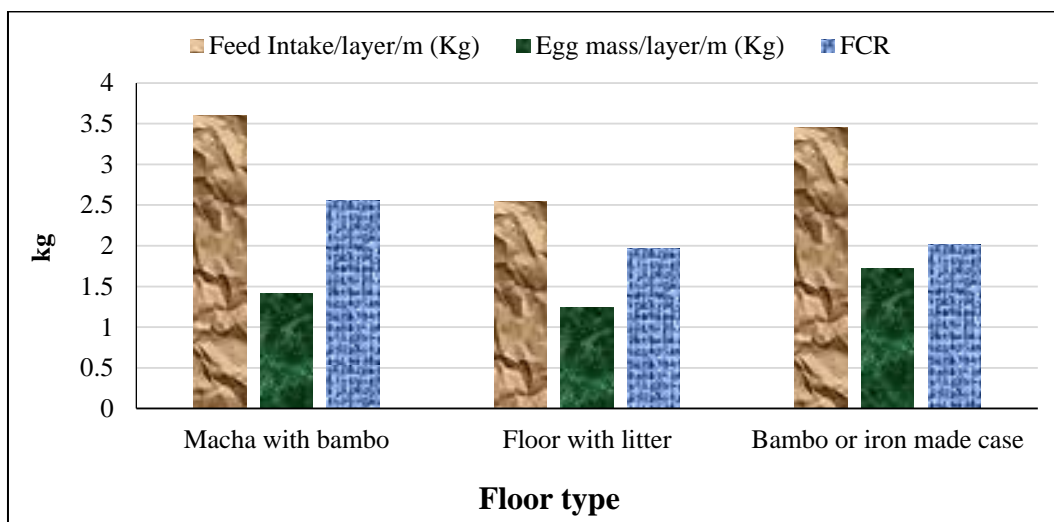 Feed Intake/layer/m (Kg) Egg mass/layer/m (Kg) FCR
4
3.5
3
2.5
2
1.5
1
0.5
0
kg
Macha with bambo Floor with litter Bambo or iron made case
Floor type